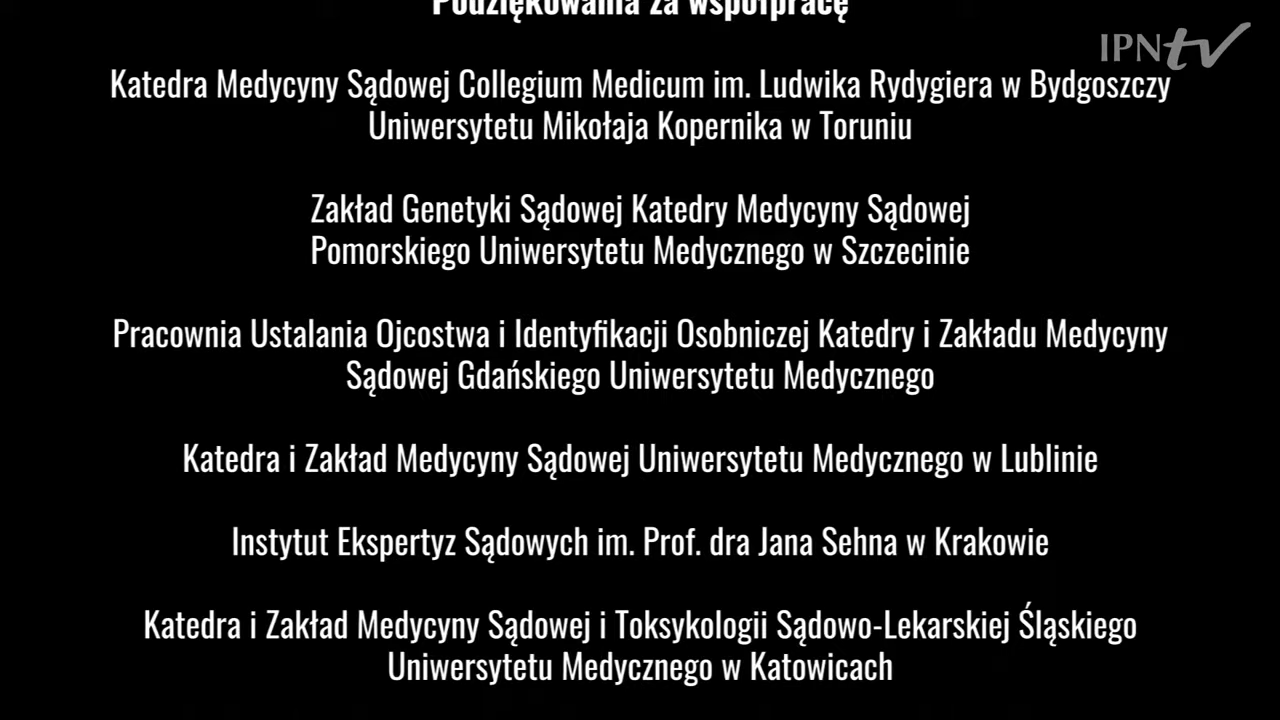 Podziękowania za współpracę
IPNtv
Katedra Medycyny Sądowej Collegium Medicum im. Ludwika Rydygiera w Bydgoszczy
Uniwersytetu Mikołaja Kopernika w Toruniu
Zakład Genetyki Sądowej Katedry Medycyny Sądowej
Pomorskiego Uniwersytetu Medycznego w Szczecinie
Pracownia Ustalania Ojcostwa i Identyfikacji Osobniczej Katedry i Zakładu Medycyny
Sądowej Gdańskiego Uniwersytetu Medycznego
Katedra i Zakład Medycyny Sądowej Uniwersytetu Medycznego w Lublinie
Instytut Ekspertyz Sądowych im. Prof. dra Jana Sehna w Krakowie
Katedra i Zakład Medycyny Sądowej i Toksykologii Sądowo-Lekarskiej Śląskiego
Uniwersytetu Medycznego w Katowicach